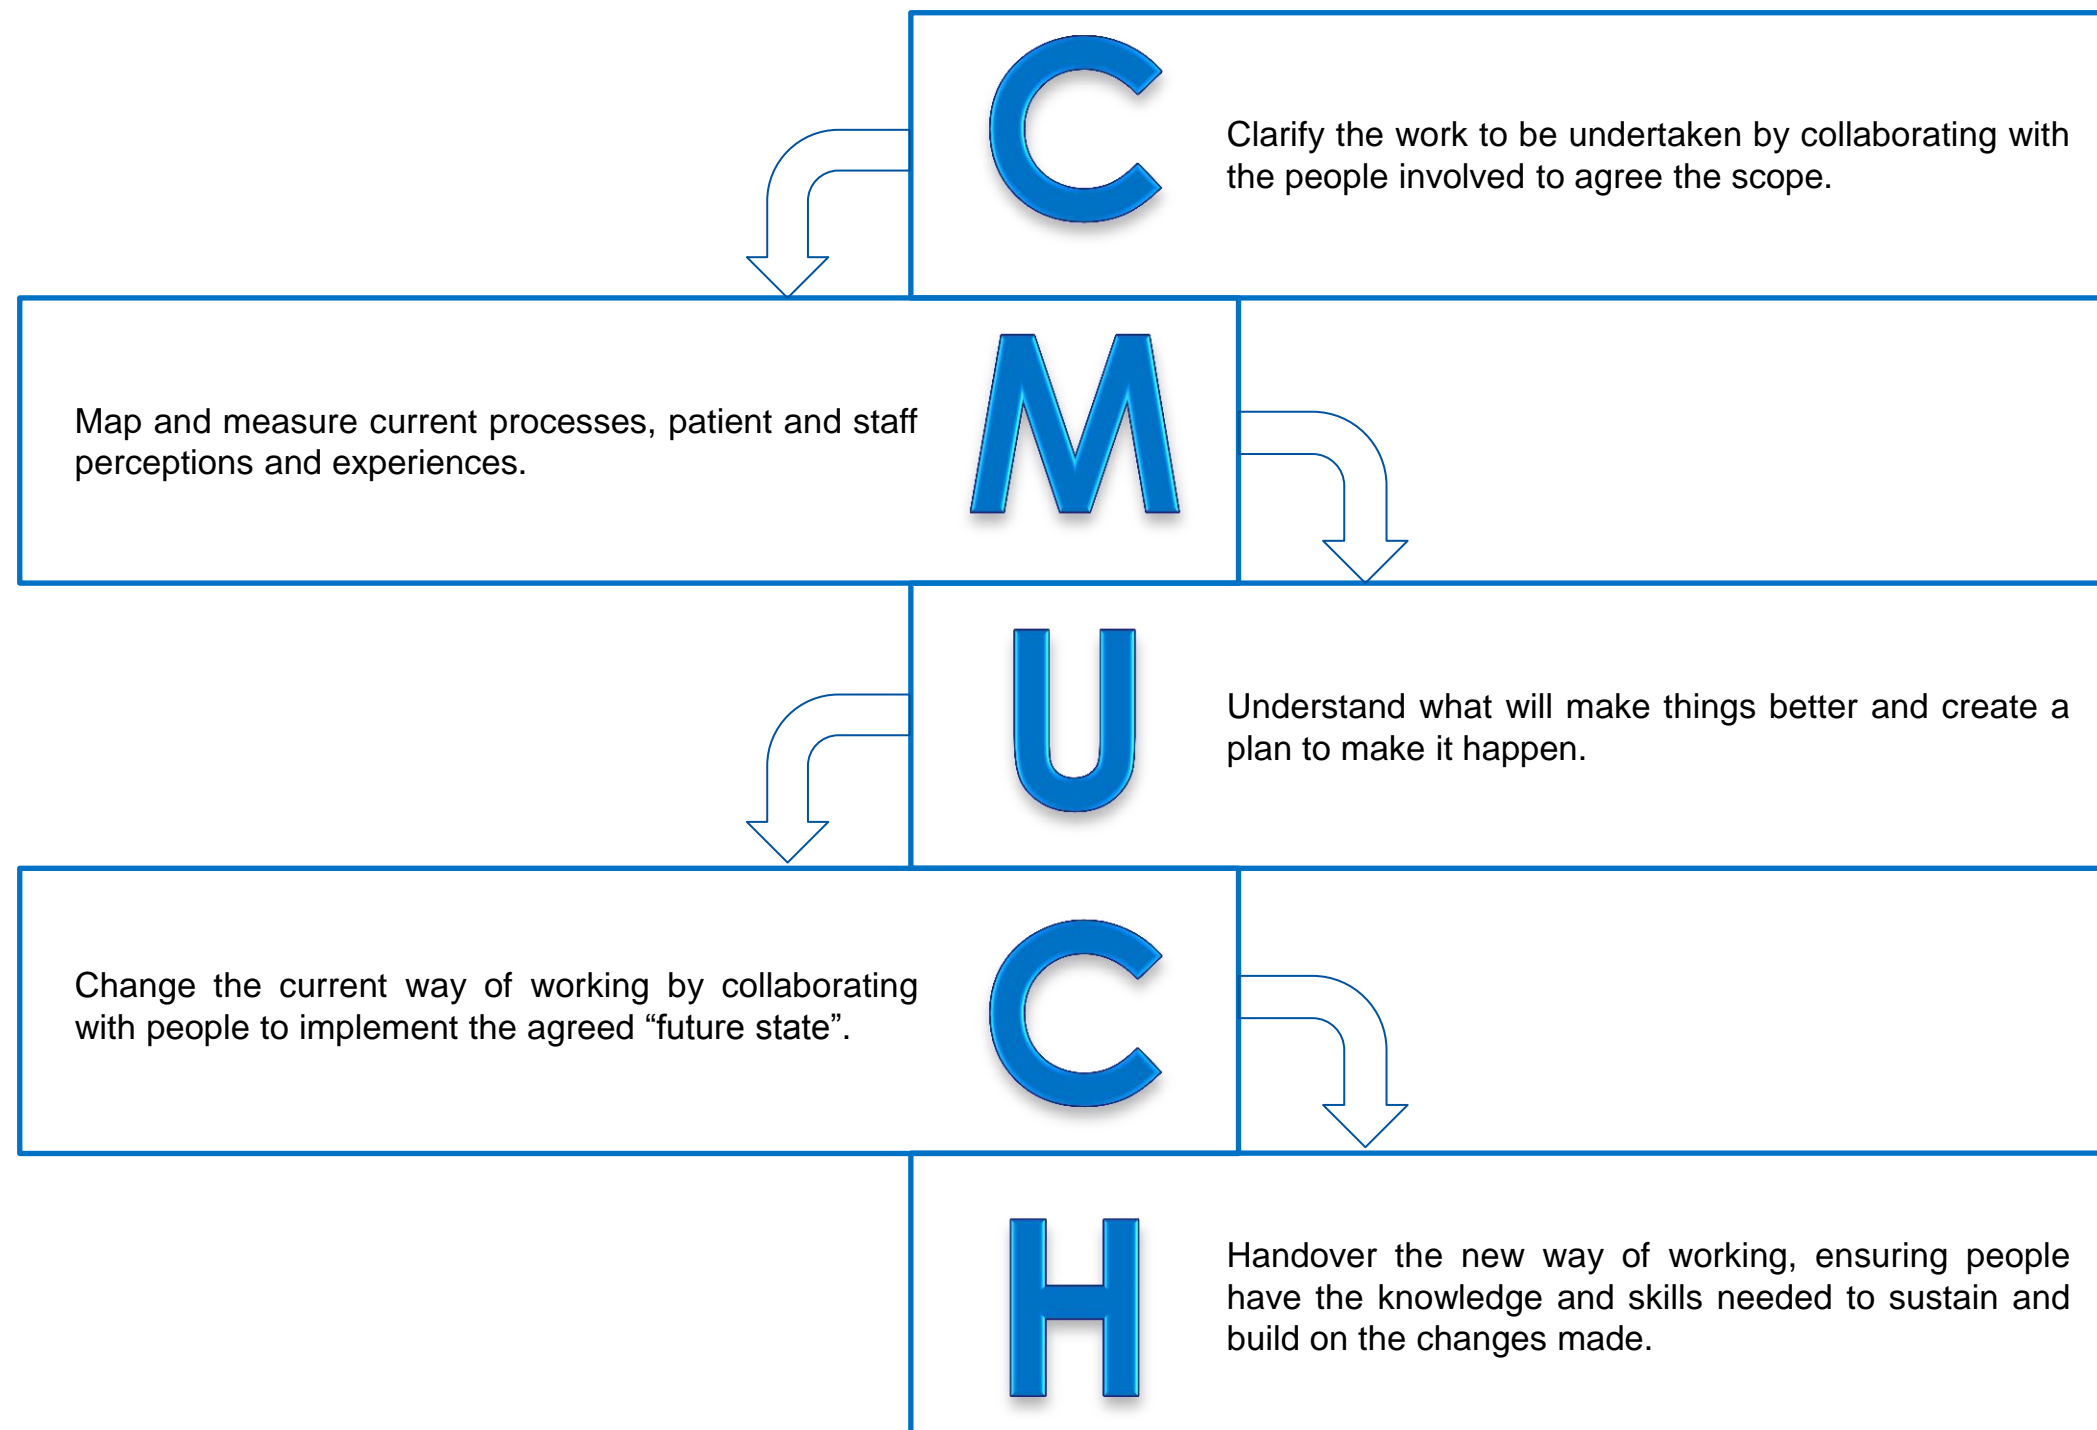 C
Clarify the work to be undertaken by collaborating with
the people involved to agree the scope.
Map and measure current processes, patient and staff
perceptions and experiences.
M
U
Understand what will make things better and create a
plan to make it happen.
Change the current way of working by collaborating
with people to implement the agreed “future state”.
C
H
Handover the new way of working, ensuring people
have the knowledge and skills needed to sustain and
build on the changes made.